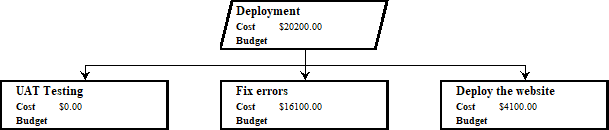 Deployment
Cost $20200.00
Budget
UAT Testing
Cost $0.00
Budget
Fix errors
Cost $16100.00
Budget
Deploy the website
Cost $4100.00
Budget